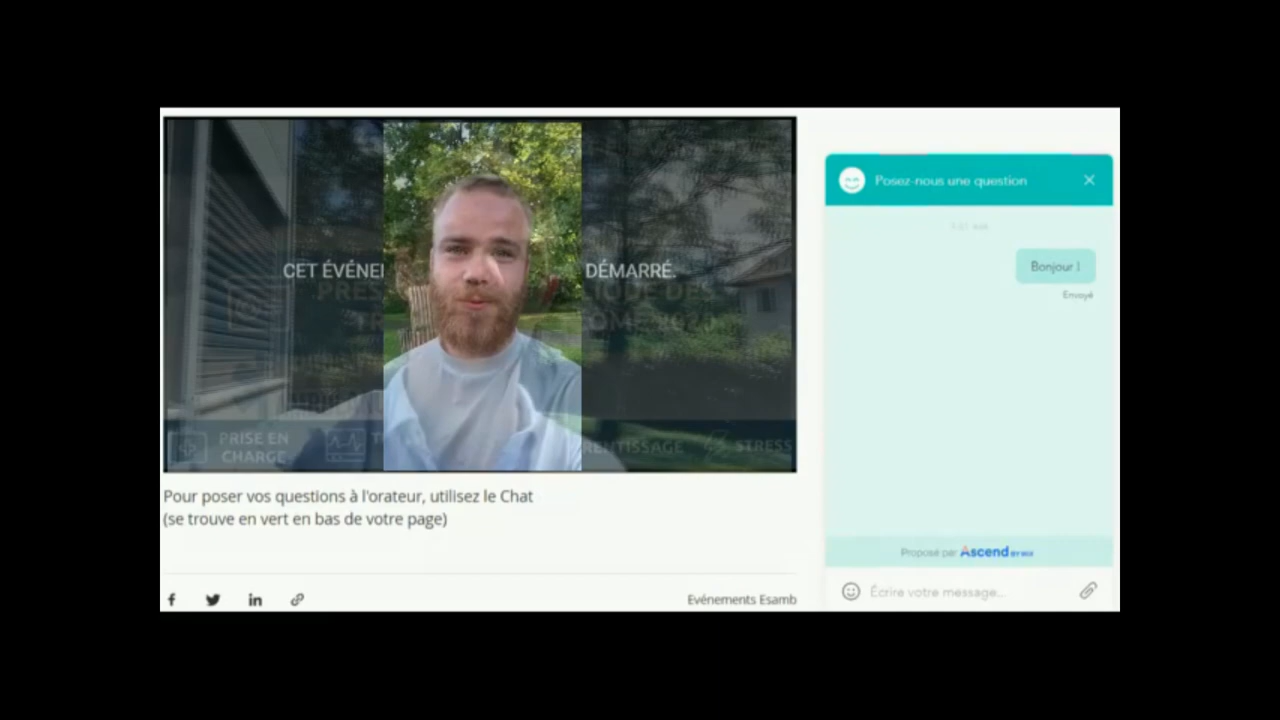 CET ÉVÉNE
DÉMARRÉ.
PRISE EN
CHARGE
STRESS
Pour poser vos questions à l'orateur, utilisez le Chat
(se trouve en vert en bas de votre page)
Evénements Esamb
Posez-nous une question
Bonjour !
Envoyé
Proposé par Ascend
Écrire votre message...